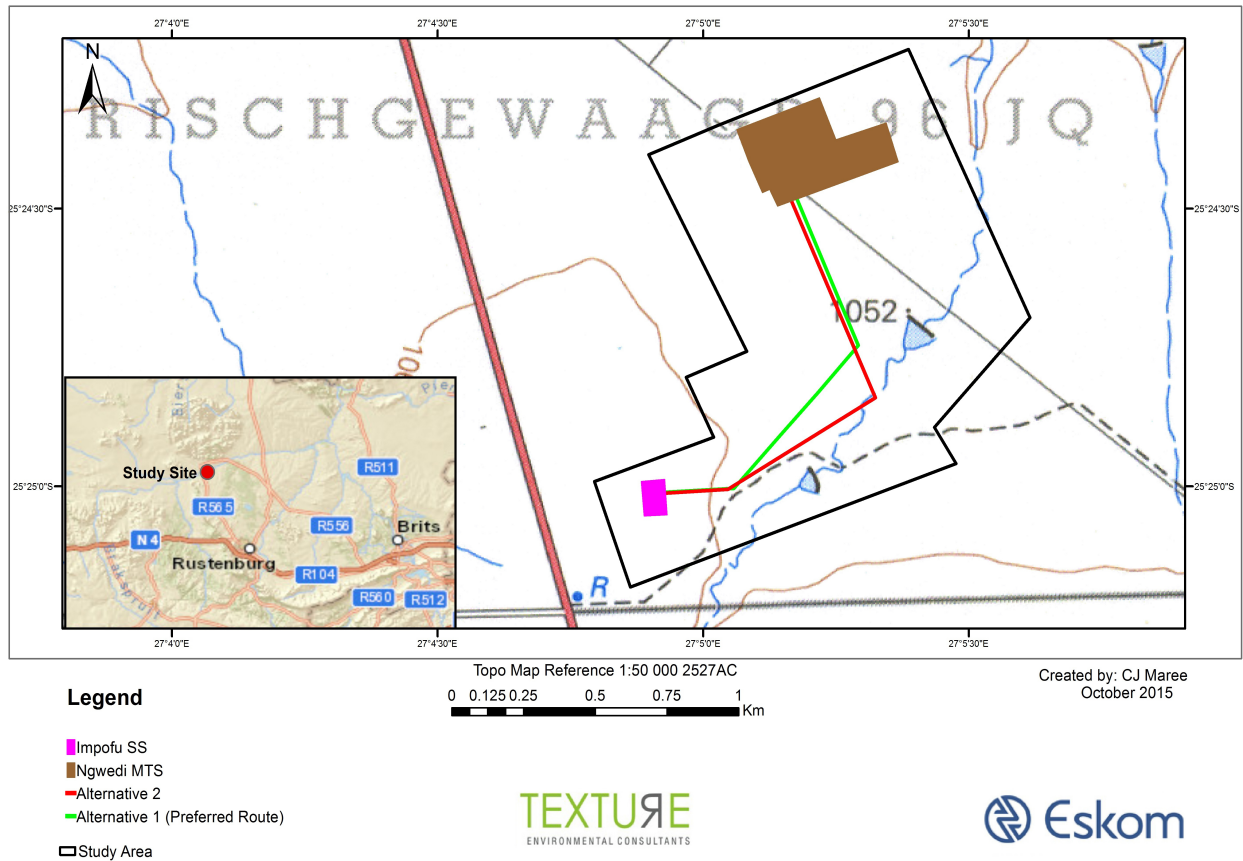 27°4'0"E 27°4'30"E 27°5'0"E 27°5'30"E
N
RISCHGEWAAGD 96 JQ
25°24'30"S 25°24'30"S
1052
100
25°25'0"S 25°25'0"S
R
Study Site
R511
R565
R556
Brits
N4
Rustenburg
R104
R560 R512
27°4'0"E 27°4'30"E 27°5'0"E 27°5'30"E
Topo Map Reference 1:50 000 2527AC
Created by: CJ Maree
October 2015
0 0.125 0.25 0.5 0.75 1
Km
Legend
Impofu SS
Ngwedi MTS
Alternative 2
Alternative 1 (Preferred Route)
Study Area
TEXTURE
ENVIRONMENTAL CONSULTANTS
Eskom